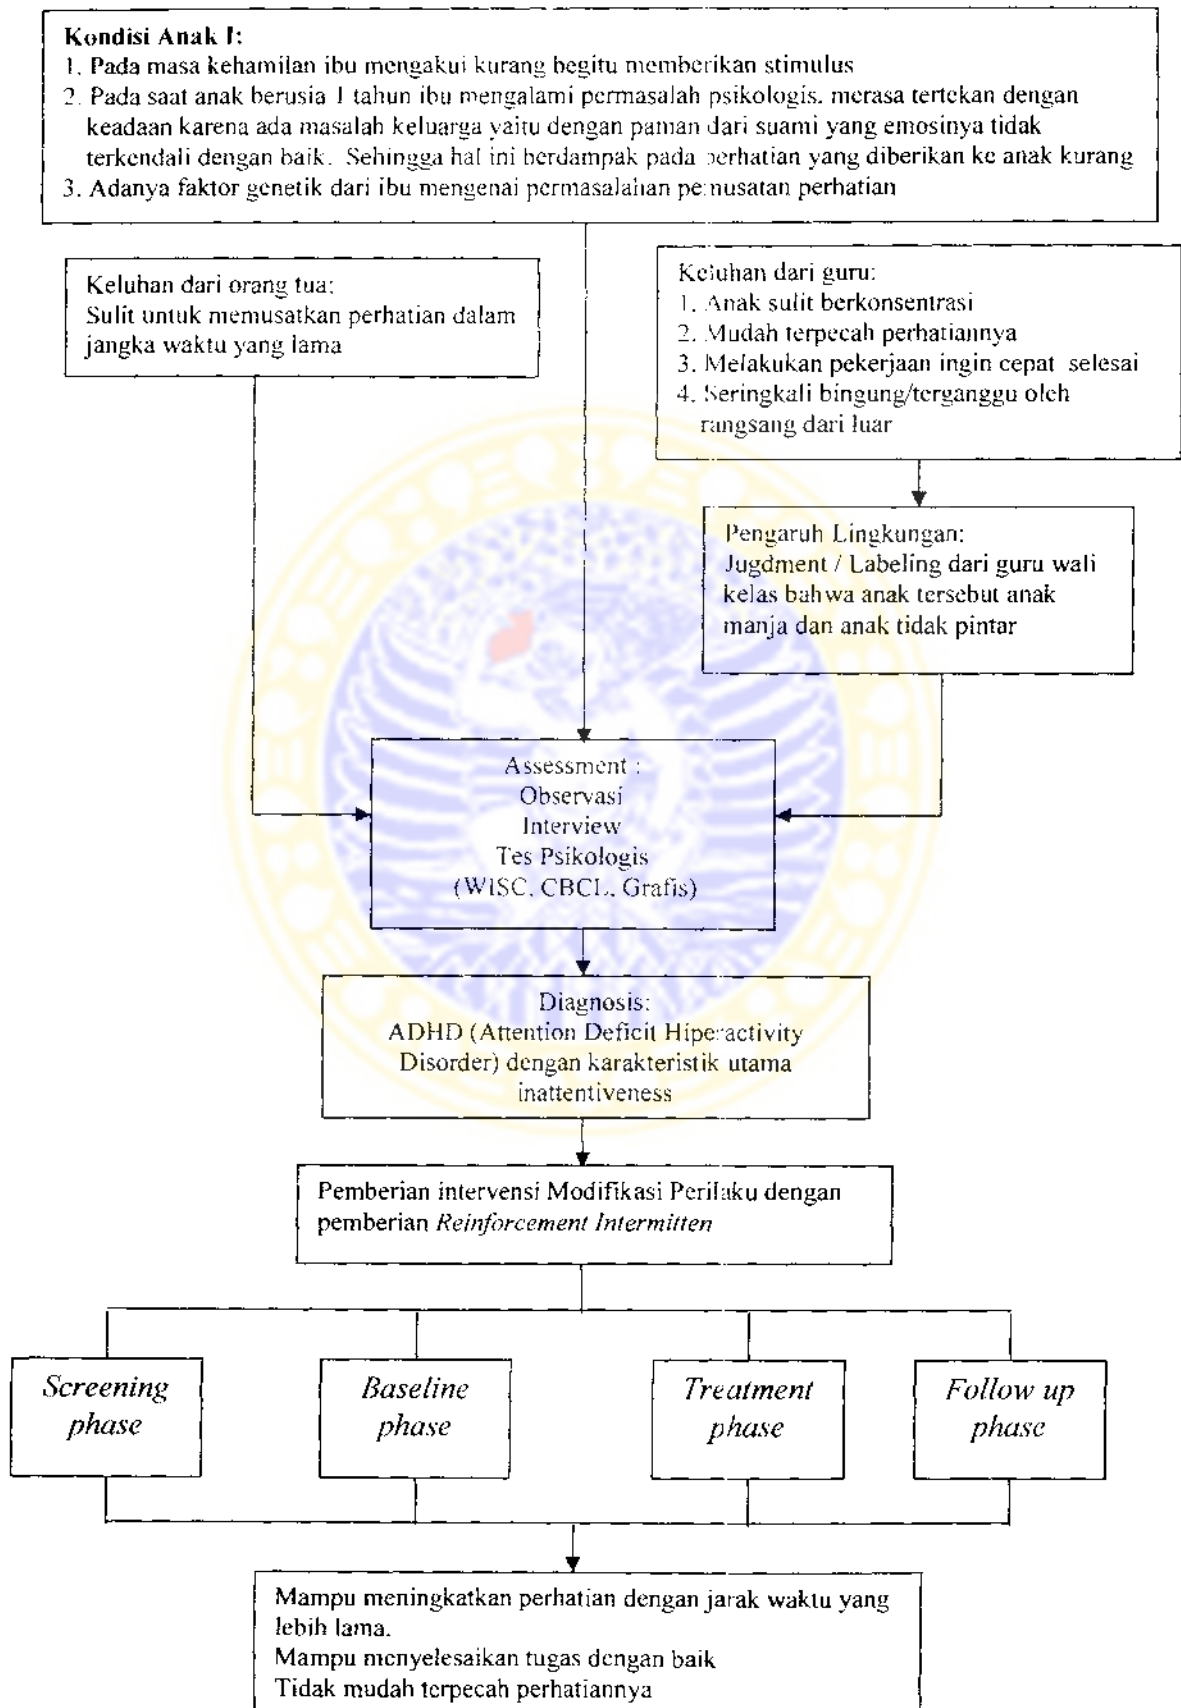 Kondisi Anak I:
1. Pada masa kehamilan ibu mengakui kurang begitu memberikan stimulus
2. Pada saat anak berusia 1 tahun ibu mengalami permasalah psikologis, merasa tertekan dengan
keadaan karena ada masalah keluarga yaitu dengan paman dari suami yang emosinya tidak
terkendali dengan baik. Sehingga hal ini berdampak pada perhatian yang diberikan ke anak kurang
3. Adanya faktor genetik dari ibu mengenai permasalahan pemusatan perhatian
Keluhan dari orang tua:
Sulit untuk memusatkan perhatian dalam
jangka waktu yang lama
Keluhan dari guru:
1. Anak sulit berkonsentrasi
2. Mudah terpecah perhatiannya
3. Melakukan pekerjaan ingin cepat selesai
4. Seringkali bingung/terganggu oleh
rangsang dari luar
Pengaruh Lingkungan:
Jugdment / Labeling dari guru wali
kelas bahwa anak tersebut anak
manja dan anak tidak pintar
Assessment :
Observasi
Interview
Tes Psikologis
(WISC, CBCL, Grafis)
Diagnosis:
ADHD (Attention Deficit Hiperactivity
Disorder) dengan karakteristik utama
inattentiveness
Pemberian intervensi Modifikasi Perilaku dengan
pemberian Reinforcement Intermitten
Screening
phase
Baseline
phase
Treatment
phase
Follow up
phase
Mampu meningkatkan perhatian dengan jarak waktu yang
lebih lama.
Mampu menyelesaikan tugas dengan baik
Tidak mudah terpecah perhatiannya